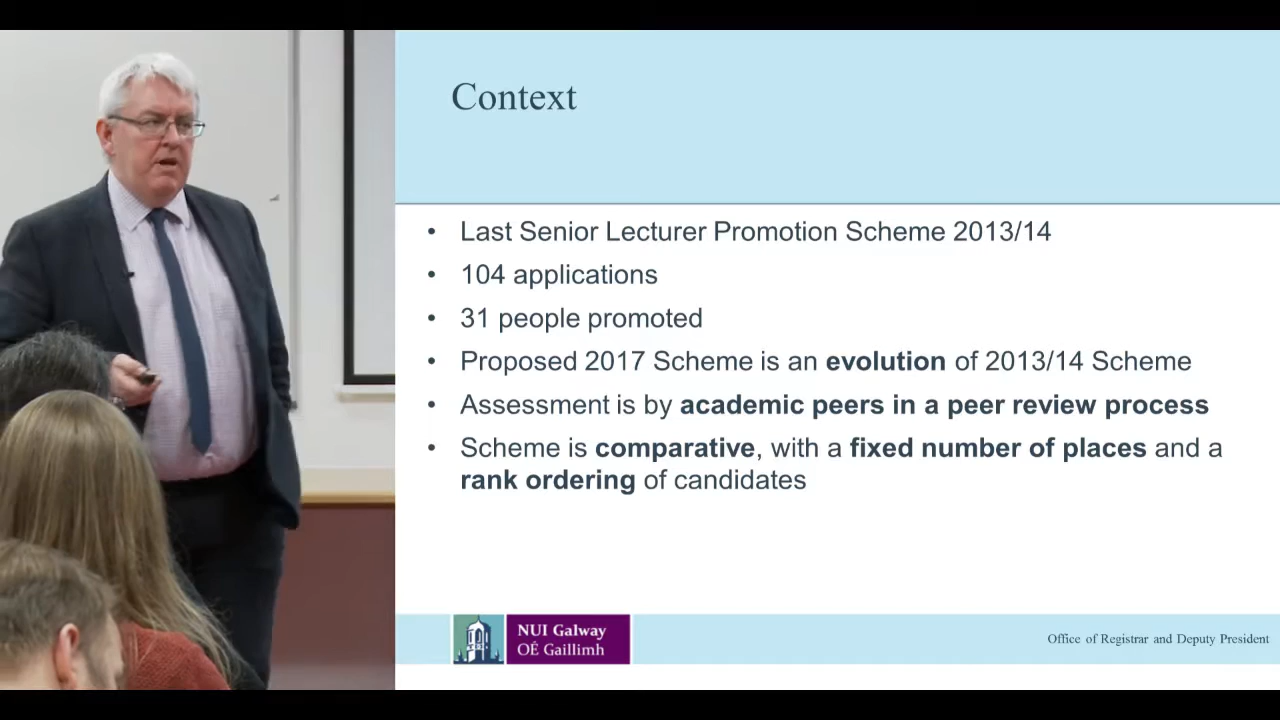 Context
• Last Senior Lecturer Promotion Scheme 2013/14
• 104 applications
• 31 people promoted
• Proposed 2017 Scheme is an evolution of 2013/14 Scheme
• Assessment is by academic peers in a peer review process
• Scheme is comparative, with a fixed number of places and a
rank ordering of candidates
NUI Galway
OÉ Gaillimh
Office of Registrar and Deputy President